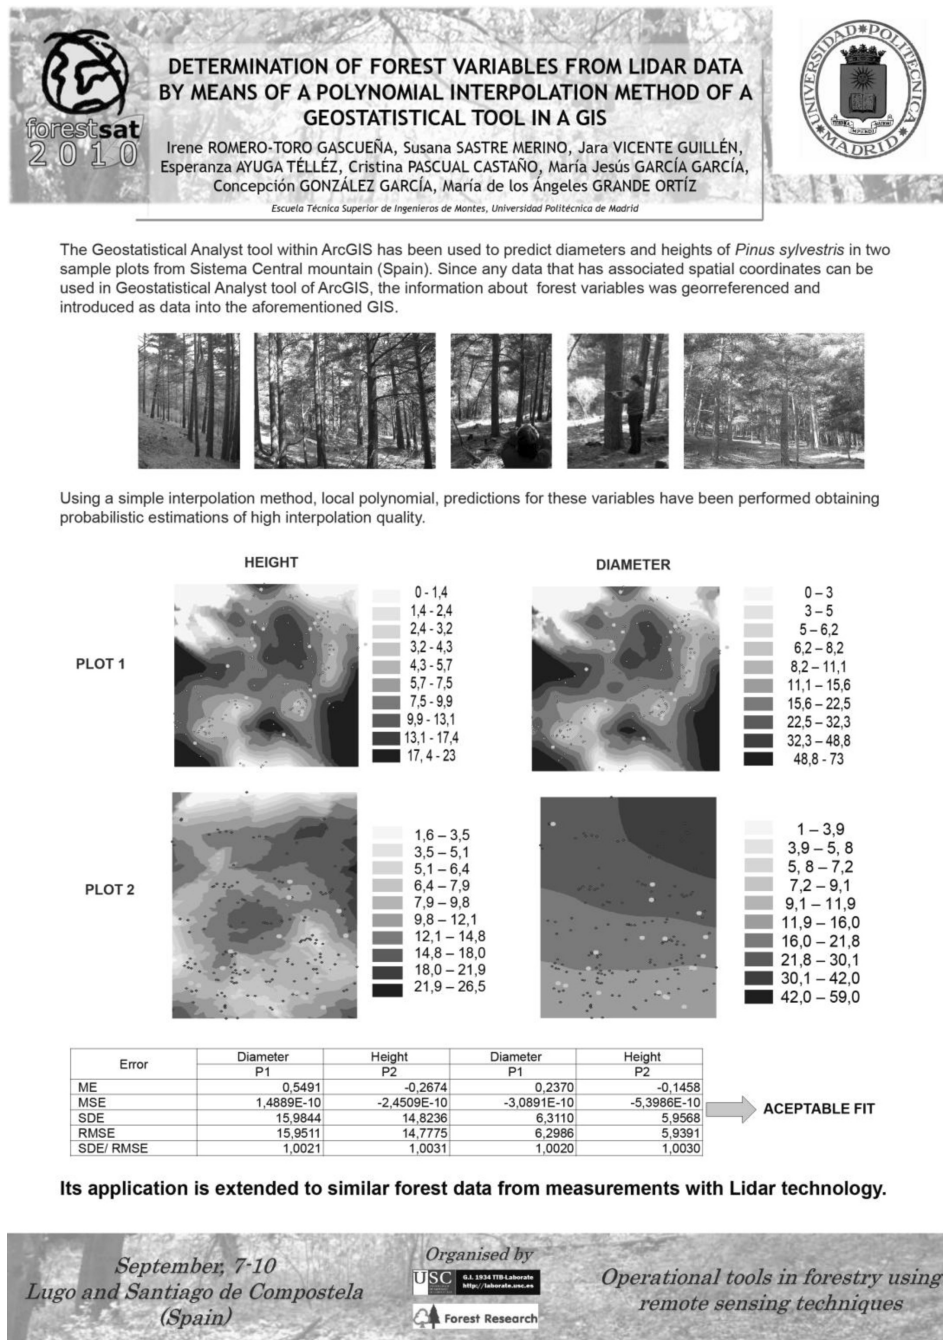 forestsat
2010
DETERMINATION OF FOREST VARIABLES FROM LIDAR DATA
BY MEANS OF A POLYNOMIAL INTERPOLATION METHOD OF A
GEOSTATISTICAL TOOL IN A GIS
Irene ROMERO-TORO GASCUEÑA, Susana SASTRE MERINO, Jara VICENTE GUILLÉN,
Esperanza AYUGA TÉLLÉZ, Cristina PASCUAL CASTAÑO, María Jesús GARCÍA GARCÍA,
Concepción GONZÁLEZ GARCÍA, María de los Ángeles GRANDE ORTÍZ
Escuela Técnica Superior de Ingenieros de Montes, Universidad Politécnica de Madrid
UNIVERSIDAD POLITECNICA
MADRID
The Geostatistical Analyst tool within ArcGIS has been used to predict diameters and heights of Pinus sylvestris in two
sample plots from Sistema Central mountain (Spain). Since any data that has associated spatial coordinates can be
used in Geostatistical Analyst tool of ArcGIS, the information about forest variables was georreferenced and
introduced as data into the aforementioned GIS.
Using a simple interpolation method, local polynomial, predictions for these variables have been performed obtaining
probabilistic estimations of high interpolation quality.
HEIGHT
DIAMETER
PLOT 1
0 - 1,4
1,4 - 2,4
2,4 - 3,2
3,2 - 4,3
4,3 - 5,7
5,7 - 7,5
7,5 - 9,9
9,9 - 13,1
13,1 - 17,4
17, 4 - 23
0 – 3
3 – 5
5 – 6,2
6,2 – 8,2
8,2 – 11,1
11,1 – 15,6
15,6 – 22,5
22,5 – 32,3
32,3 – 48,8
48,8 - 73
PLOT 2
1,6 – 3,5
3,5 – 5,1
5,1 – 6,4
6,4 – 7,9
7,9 – 9,8
9,8 – 12,1
12,1 – 14,8
14,8 – 18,0
18,0 – 21,9
21,9 – 26,5
1 – 3,9
3,9 – 5, 8
5, 8 – 7,2
7,2 – 9,1
9,1 – 11,9
11,9 – 16,0
16,0 – 21,8
21,8 – 30,1
30,1 – 42,0
42,0 – 59,0
Error Diameter Height Diameter Height
P1 P2 P1 P2
ME 0,5491 -0,2674 0,2370 -0,1458
MSE 1,4889E-10 -2,4509E-10 -3,0891E-10 -5,3986E-10
SDE 15,9844 14,8236 6,3110 5,9568
RMSE 15,9511 14,7775 6,2986 5,9391
SDE/ RMSE 1,0021 1,0031 1,0020 1,0030
ACEPTABLE FIT
Its application is extended to similar forest data from measurements with Lidar technology.
September, 7-10
Lugo and Santiago de Compostela
(Spain)
Organised by
USC
G.I. 1934 TTB-Laborate
http://laborate.usc.es
Forest Research
Operational tools in forestry using
remote sensing techniques